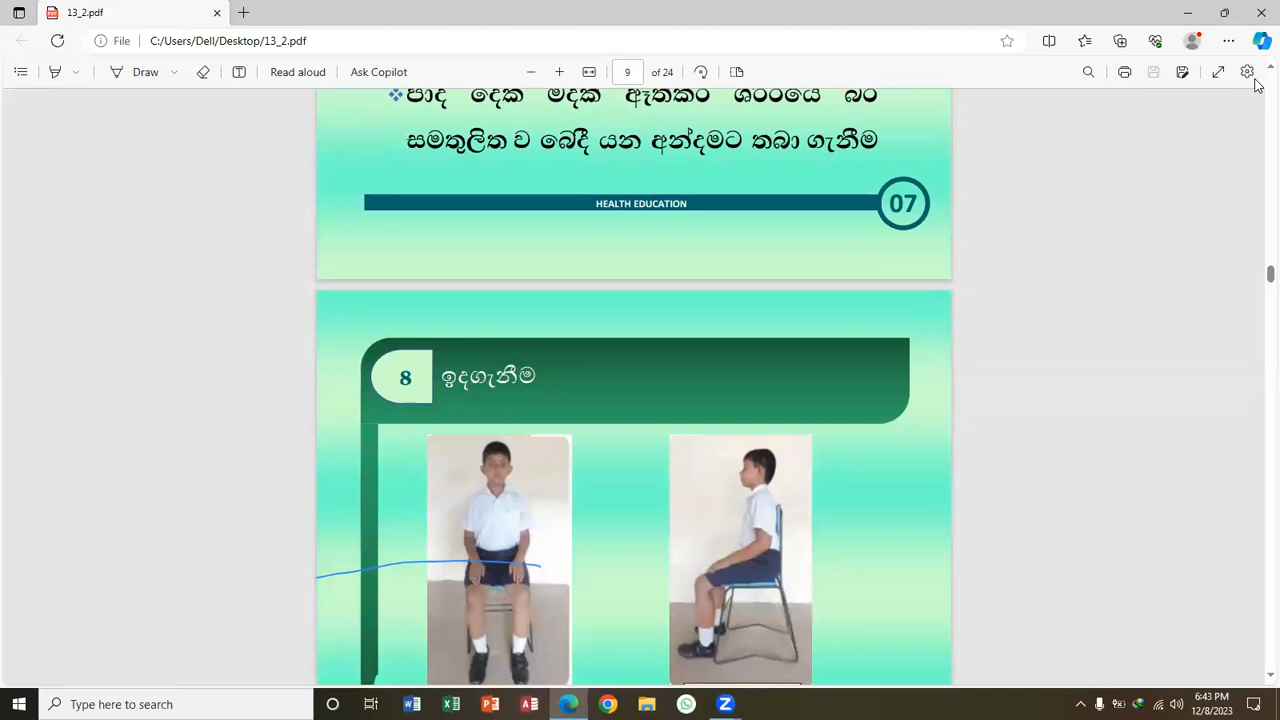 13_2.pdf
File C:/Users/Dell/Desktop/13_2.pdf
Draw Read aloud Ask Copilot 9 of 24
පාද දෙක මදක් ඈත්කර ශරීරයේ බර
සමතුලිත ව බෙදී යන අන්දමට තබා ගැනීම
HEALTH EDUCATION 07
8 ඉඳගැනීම
Type here to search
6:43 PM
12/8/2023